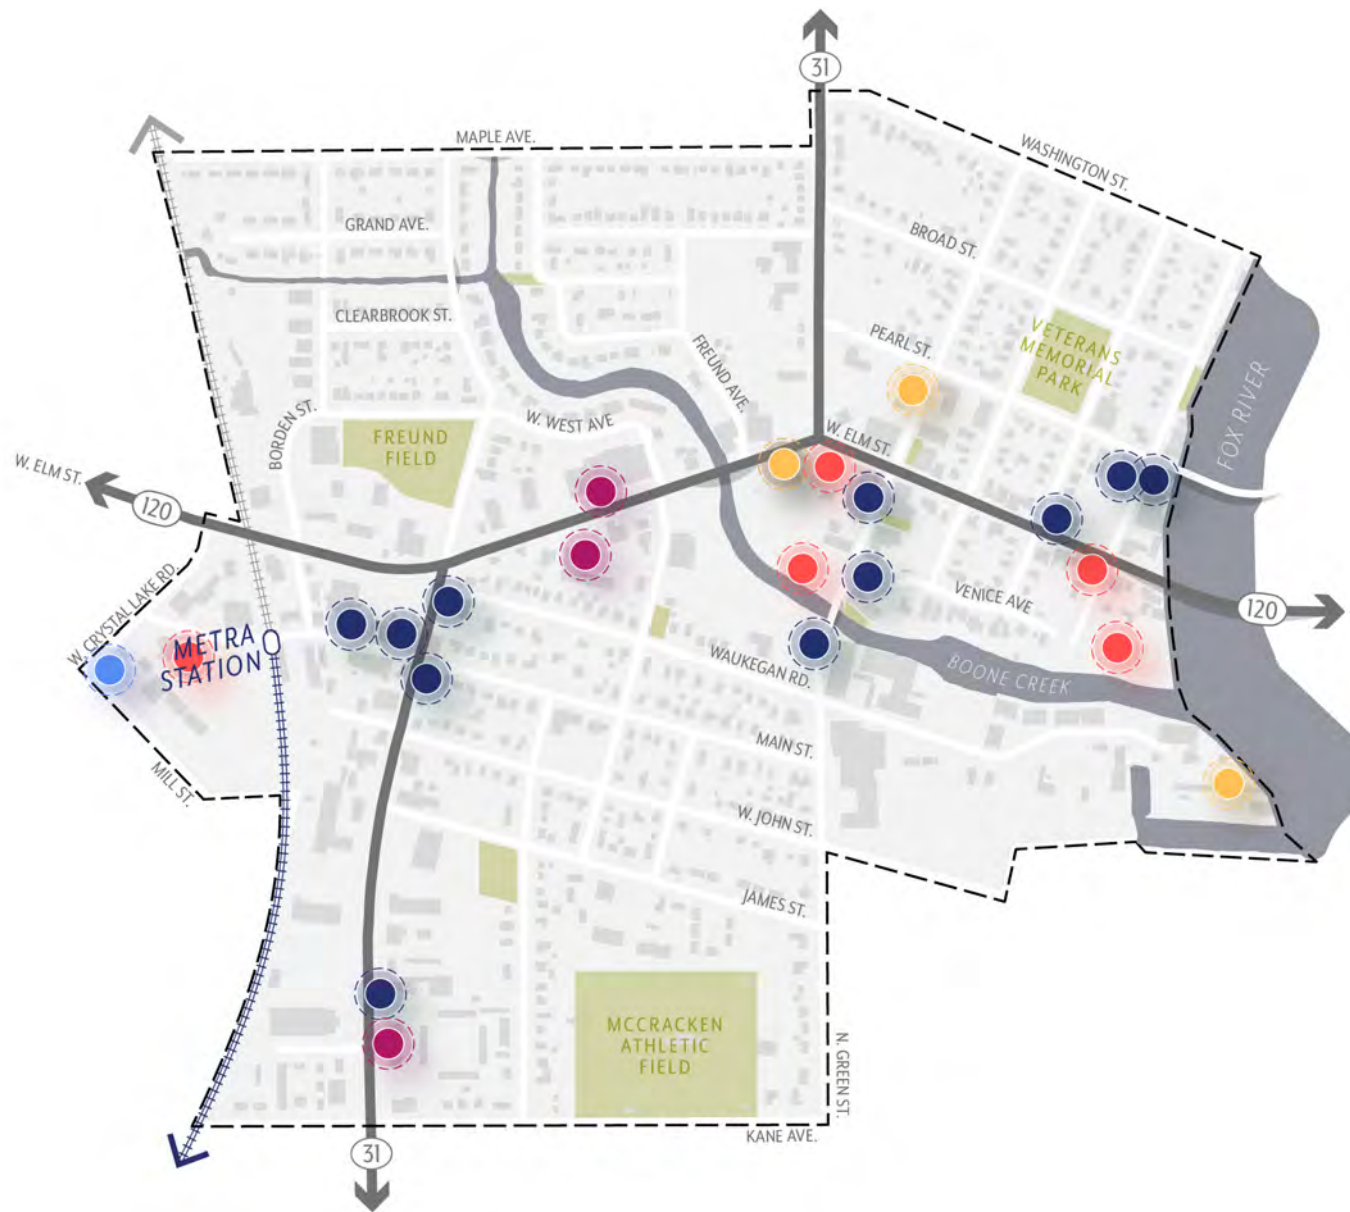 31
MAPLE AVE.
WASHINGTON ST.
GRAND AVE.
BROAD ST.
CLEARBROOK ST.
PEARL ST.
VETERANS
MEMORIAL
PARK
FREUND AVE.
FOX RIVER
BORDEN ST.
W. WEST AVE
FREUND
FIELD
W. ELM ST.
W. ELM ST.
120
W. CRYSTAL LAKE RD.
VENICE AVE
120
METRA
STATION
WAUKEGAN RD.
BOONE CREEK
MAIN ST.
MILL ST.
W. JOHN ST.
JAMES ST.
MCCRACKEN
ATHLETIC
FIELD
N. GREEN ST.
KANE AVE.
31